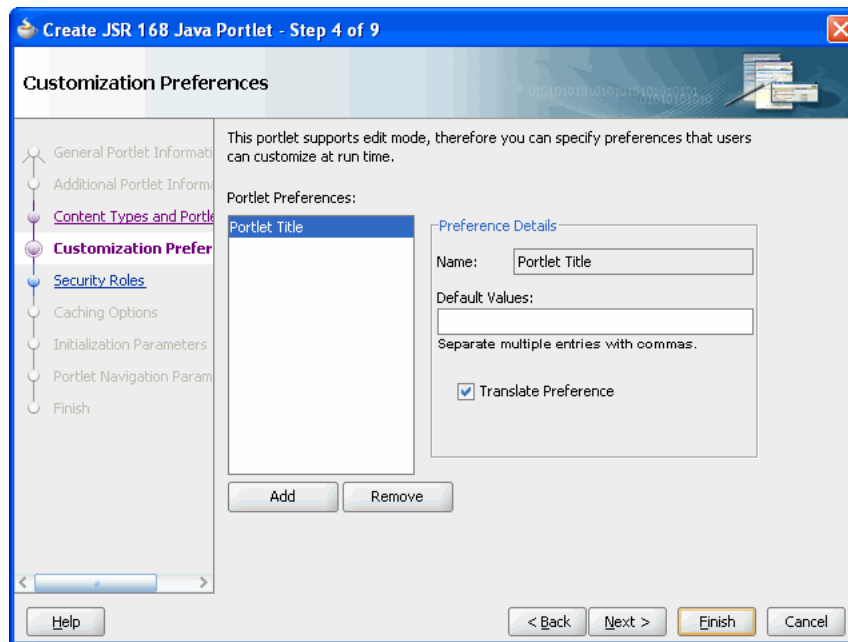 Create JSR 168 Java Portlet - Step 4 of 9
Customization Preferences
This portlet supports edit mode, therefore you can specify preferences that users
can customize at run time.
General Portlet Informati
Additional Portlet Informa
Content Types and Portle
Customization Prefer
Security Roles
Caching Options
Initialization Parameters
Portlet Navigation Param
Finish
Portlet Preferences:
Portlet Title
Preference Details
Name: Portlet Title
Default Values:
Separate multiple entries with commas.
Translate Preference
Add Remove
Help < Back Next > Finish Cancel